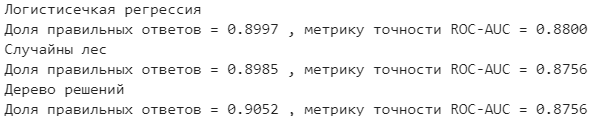 Логистисечкая регрессия
Доля правильных ответов = 0.8997 , метрику точности ROC-AUC = 0.8800
Случайны лес
Доля правильных ответов = 0.8985 , метрику точности ROC-AUC = 0.8756
Дерево решений
Доля правильных ответов = 0.9052 , метрику точности ROC-AUC = 0.8756